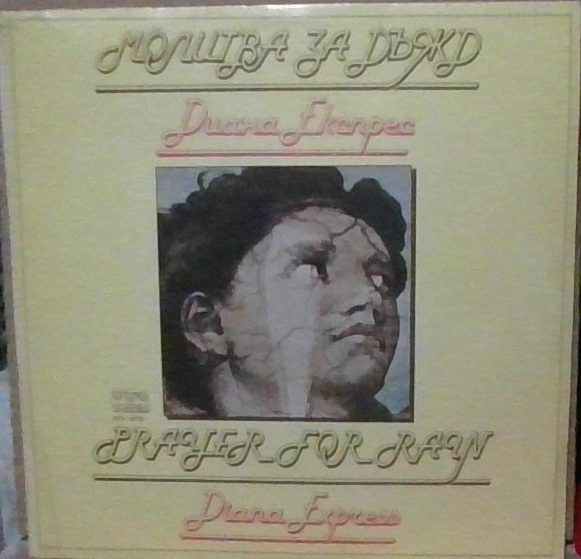 МОЛИТВА ЗА ДЪЖД
Диана Експрес
PRAYER FOR RAIN
Diana Express